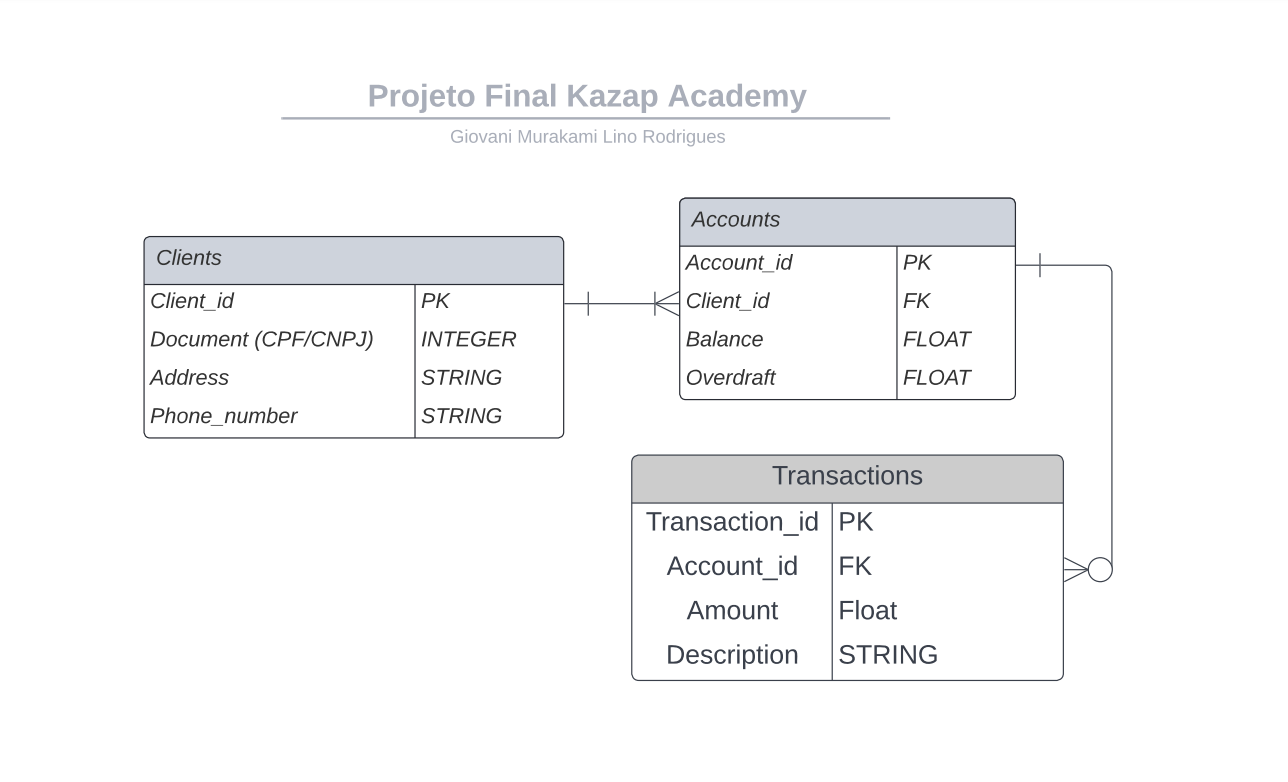 Projeto Final Kazap Academy
Giovani Murakami Lino Rodrigues
Clients
Client_id PK
Document (CPF/CNPJ) INTEGER
Address STRING
Phone_number STRING
Accounts
Account_id PK
Client_id FK
Balance FLOAT
Overdraft FLOAT
Transactions
Transaction_id PK
Account_id FK
Amount Float
Description STRING